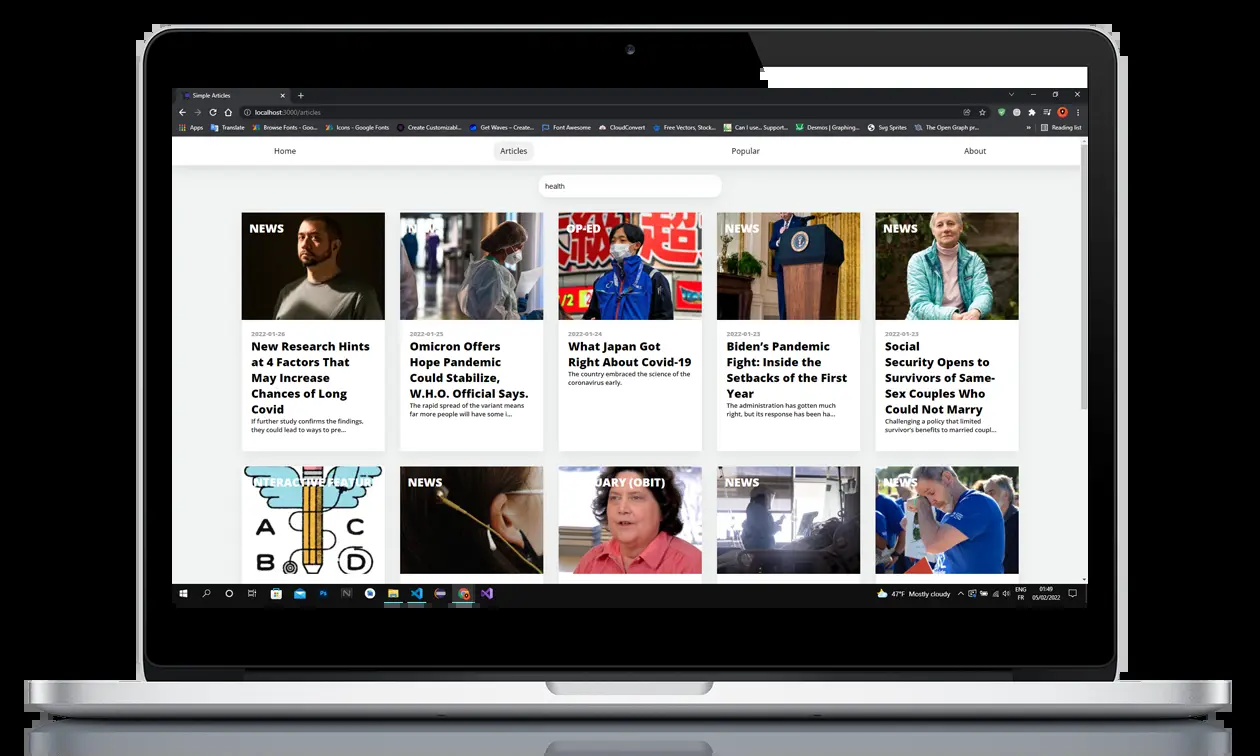 Simple Articles
localhost:3000/articles
Apps Translate Browse Fonts - Goo... Icons - Google Fonts Create Customizabl... Get Waves – Create... Font Awesome CloudConvert Free Vectors, Stock... Can I use... Support... Desmos | Graphing... Svg Sprites The Open Graph pr... » Reading list
Home Articles Popular About
health
NEWS
NEWS
OP-ED
NEWS
NEWS
2022-01-26
New Research Hints
at 4 Factors That
May Increase
Chances of Long
Covid
If further study confirms the findings,
they could lead to ways to pre...
2022-01-25
Omicron Offers
Hope Pandemic
Could Stabilize,
W.H.O. Official Says.
The rapid spread of the variant means
far more people will have some i...
2022-01-24
What Japan Got
Right About Covid-19
The country embraced the science of the
coronavirus early.
2022-01-23
Biden’s Pandemic
Fight: Inside the
Setbacks of the First
Year
The administration has gotten much
right, but its response has been ha...
2022-01-23
Social
Security Opens to
Survivors of Same-
Sex Couples Who
Could Not Marry
Challenging a policy that limited
survivor’s benefits to married coupl...
INTERACTIVE FEATURE
A C
B D
NEWS
(OBIT)
NEWS
NEWS
47°F Mostly cloudy
ENG
FR
01:49
05/02/2022